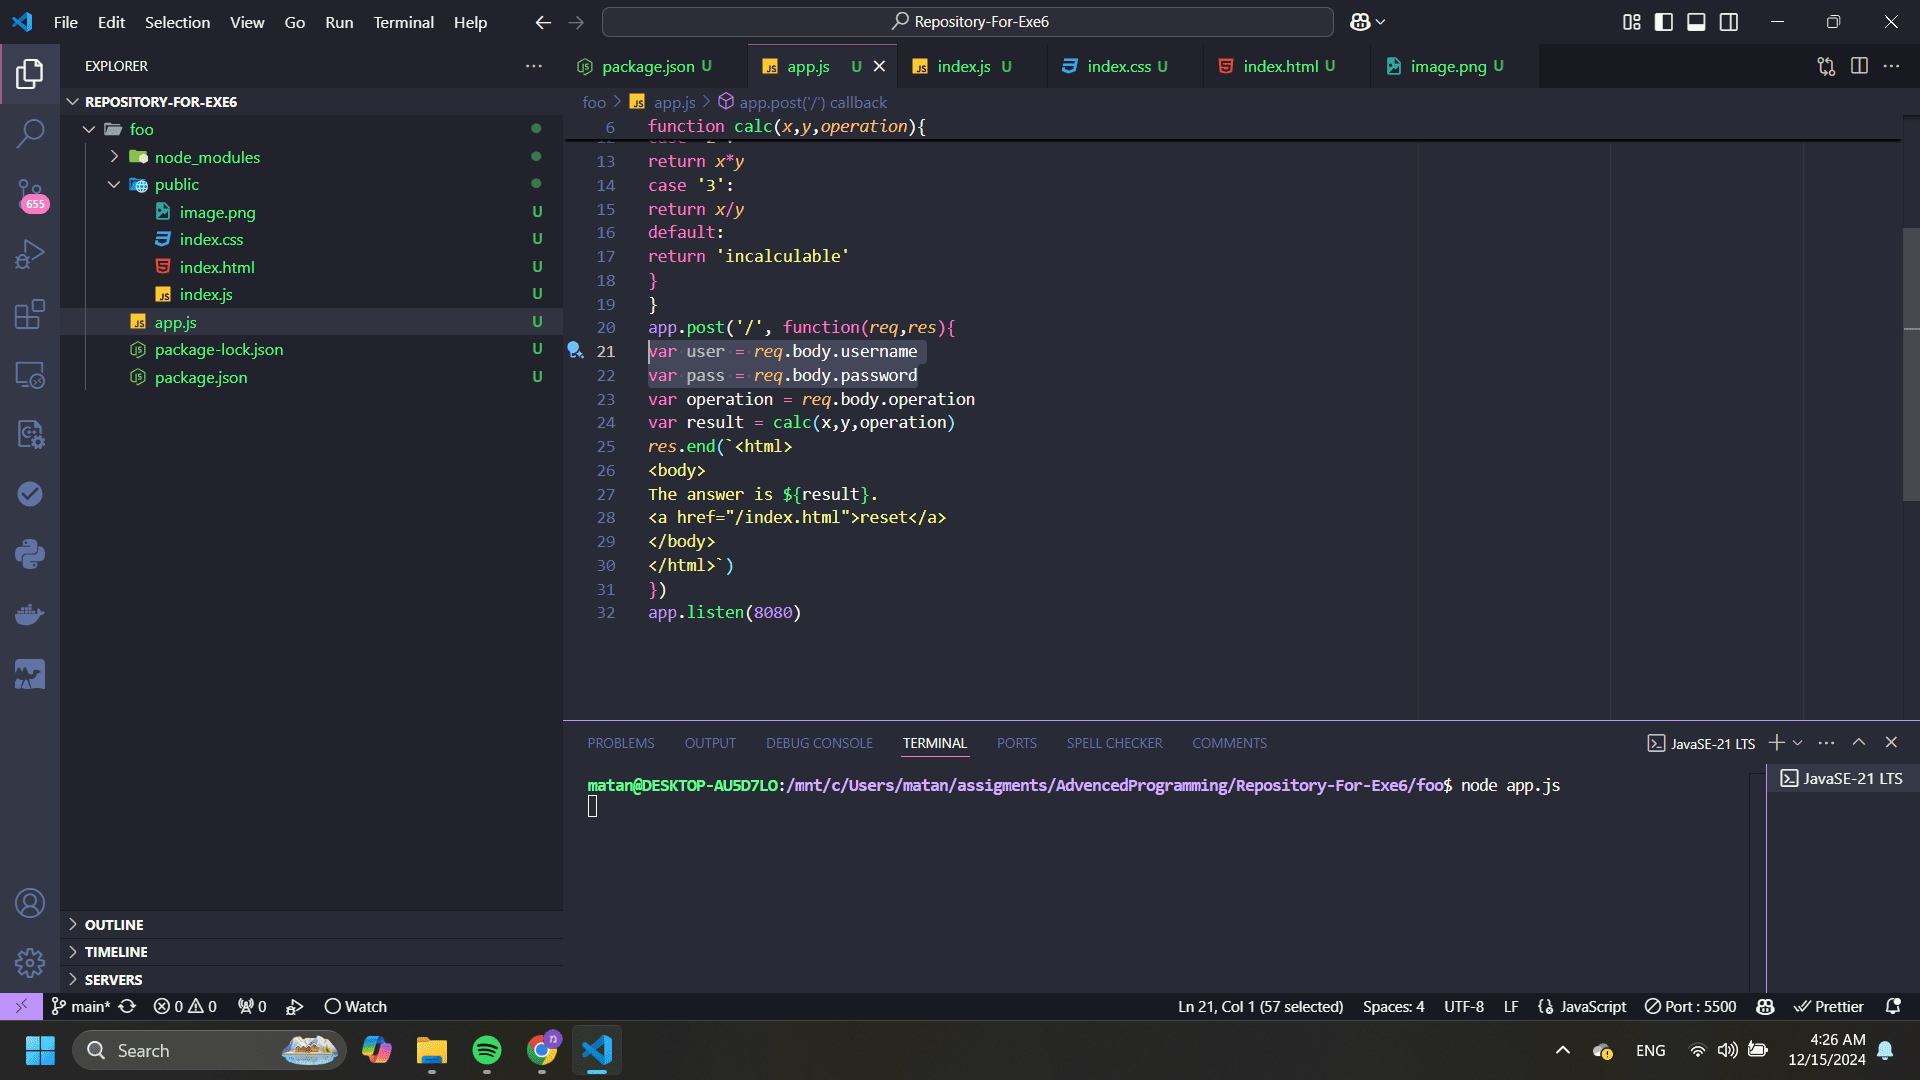 File Edit Selection View Go Run Terminal Help
Repository-For-Exe6
EXPLORER
package.json U
app.js U
index.js U
index.css U
index.html U
image.png U
REPOSITORY-FOR-EXE6
foo
node_modules
public
image.png U
index.css U
index.html U
index.js U
app.js U
package-lock.json U
package.json U
655
OUTLINE
TIMELINE
SERVERS
foo > JS app.js > app.post('/') callback
6 function calc(x,y,operation){
13 return x*y
14 case '3':
15 return x/y
16 default:
17 return 'incalculable'
18 }
19 }
20 app.post('/', function(req,res){
21 var user = req.body.username
22 var pass = req.body.password
23 var operation = req.body.operation
24 var result = calc(x,y,operation)
25 res.end(`<html>
26 <body>
27 The answer is ${result}.
28 <a href="/index.html">reset</a>
29 </body>
30 </html>`)
31 })
32 app.listen(8080)
PROBLEMS OUTPUT DEBUG CONSOLE TERMINAL PORTS SPELL CHECKER COMMENTS
JavaSE-21 LTS
matan@DESKTOP-AU5D7LO:/mnt/c/Users/matan/assigments/AdvencedProgramming/Repository-For-Exe6/foo$ node app.js
JavaSE-21 LTS
main* 0 0 0 Watch
Ln 21, Col 1 (57 selected) Spaces: 4 UTF-8 LF JavaScript Port : 5500 Prettier
Search
ENG
4:26 AM
12/15/2024